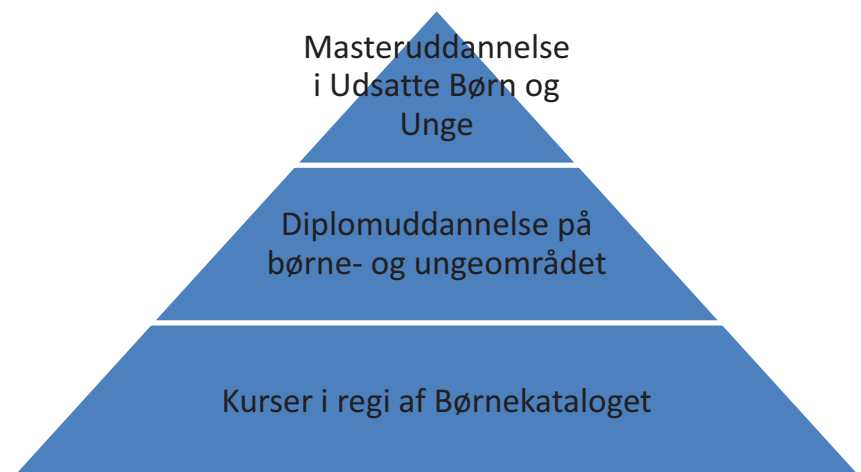 Masteruddannelse
i Udsatte Børn og
Unge
Diplomuddannelse på
børne- og ungeområdet
Kurser i regi af Børnekataloget